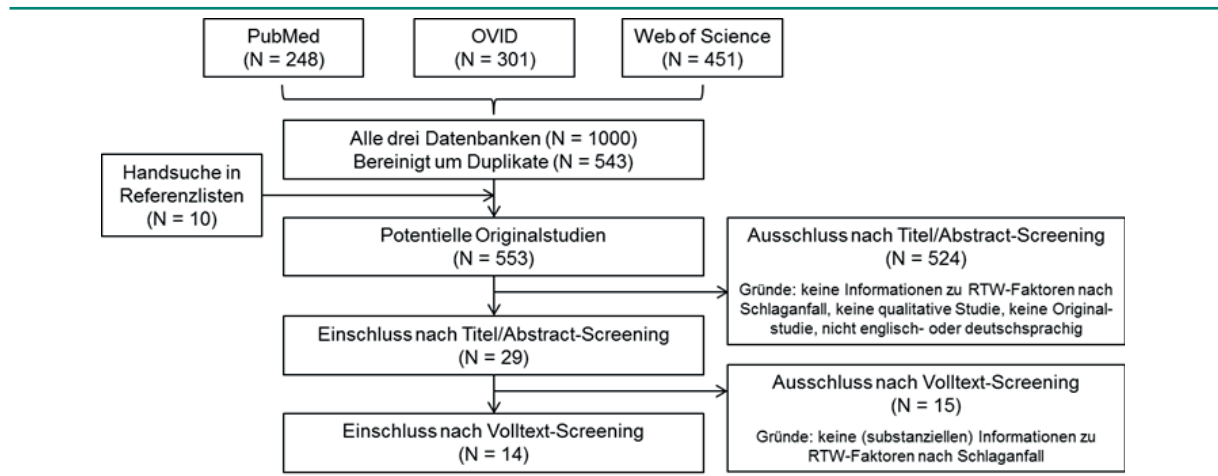 PubMed
(N = 248)
OVID
(N = 301)
Web of Science
(N = 451)
Alle drei Datenbanken (N = 1000)
Bereinigt um Duplikate (N = 543)
Handsuche in
Referenzlisten
(N = 10)
Potentielle Originalstudien
(N = 553)
Ausschluss nach Titel/Abstract-Screening
(N = 524)
Gründe: keine Informationen zu RTW-Faktoren nach
Schlaganfall, keine qualitative Studie, keine Original-
studie, nicht englisch- oder deutschsprachig
Einschluss nach Titel/Abstract-Screening
(N = 29)
Ausschluss nach Volltext-Screening
(N = 15)
Gründe: keine (substanziellen) Informationen zu
RTW-Faktoren nach Schlaganfall
Einschluss nach Volltext-Screening
(N = 14)